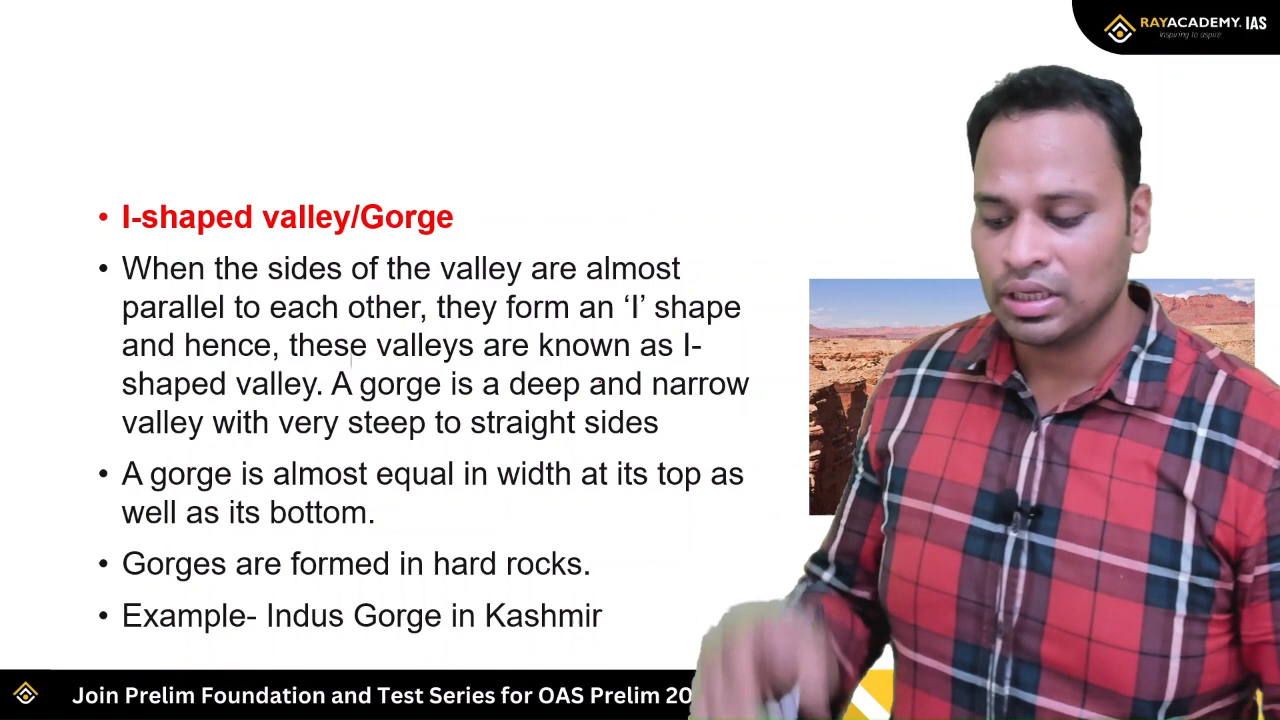 RAYACADEMY. IAS
Inspiring to aspire
• I-shaped valley/Gorge
• When the sides of the valley are almost
parallel to each other, they form an ‘I’ shape
and hence, these valleys are known as I-
shaped valley. A gorge is a deep and narrow
valley with very steep to straight sides
• A gorge is almost equal in width at its top as
well as its bottom.
• Gorges are formed in hard rocks.
• Example- Indus Gorge in Kashmir
Join Prelim Foundation and Test Series for OAS Prelim 20